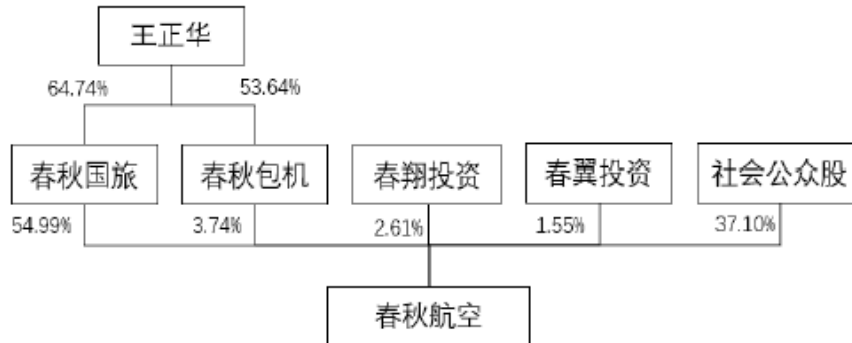 王正华
64.74%
53.64%
春秋国旅
春秋包机
春翔投资
春翼投资
社会公众股
54.99%
3.74%
2.61%
1.55%
37.10%
春秋航空